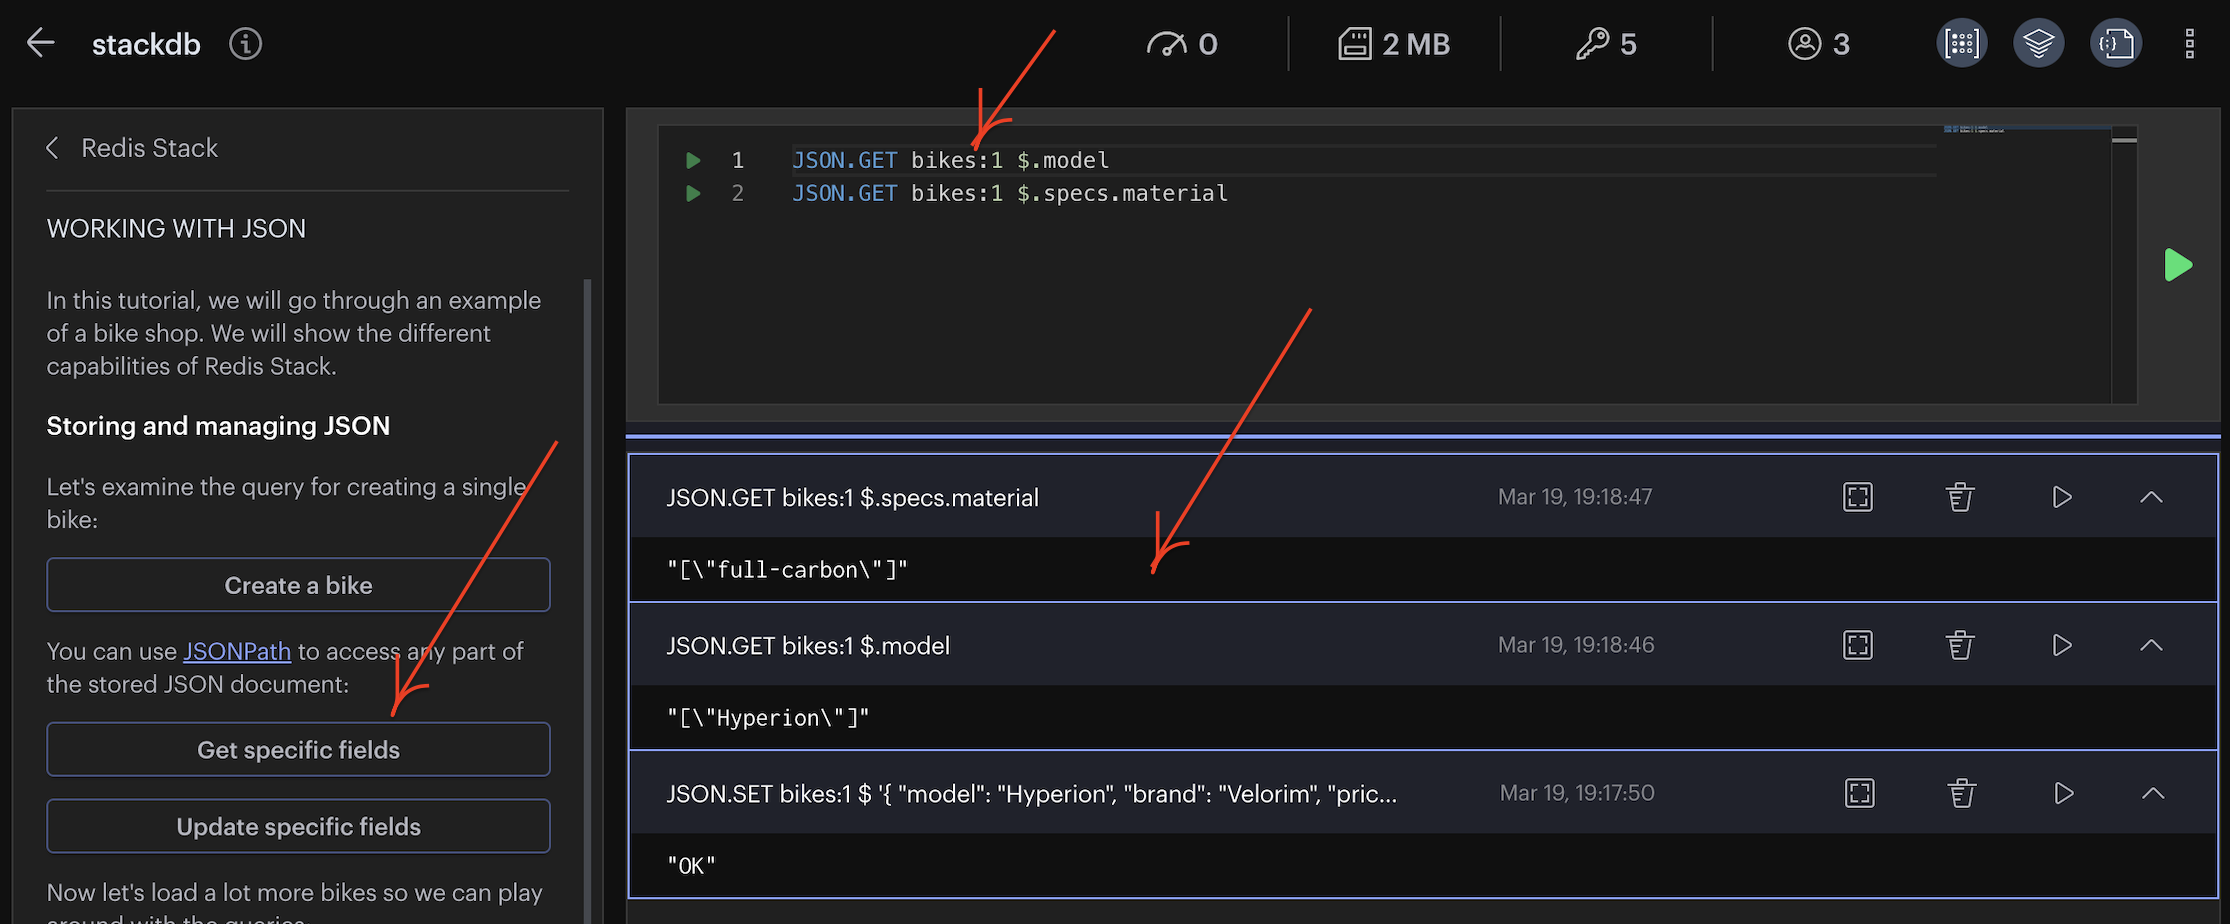 stackdb
0
2 MB
5
3
Redis Stack
WORKING WITH JSON
In this tutorial, we will go through an example
of a bike shop. We will show the different
capabilities of Redis Stack.
Storing and managing JSON
Let's examine the query for creating a single
bike:
Create a bike
You can use JSONPath to access any part of
the stored JSON document:
Get specific fields
Update specific fields
Now let's load a lot more bikes so we can play
around with the queries.
1 JSON.GET bikes:1 $.model
2 JSON.GET bikes:1 $.specs.material
JSON.GET bikes:1 $.specs.material Mar 19, 19:18:47
"[\"full-carbon\"]"
JSON.GET bikes:1 $.model Mar 19, 19:18:46
"[\"Hyperion\"]"
JSON.SET bikes:1 $ '{ "model": "Hyperion", "brand": "Velorim", "pric... Mar 19, 19:17:50
"OK"